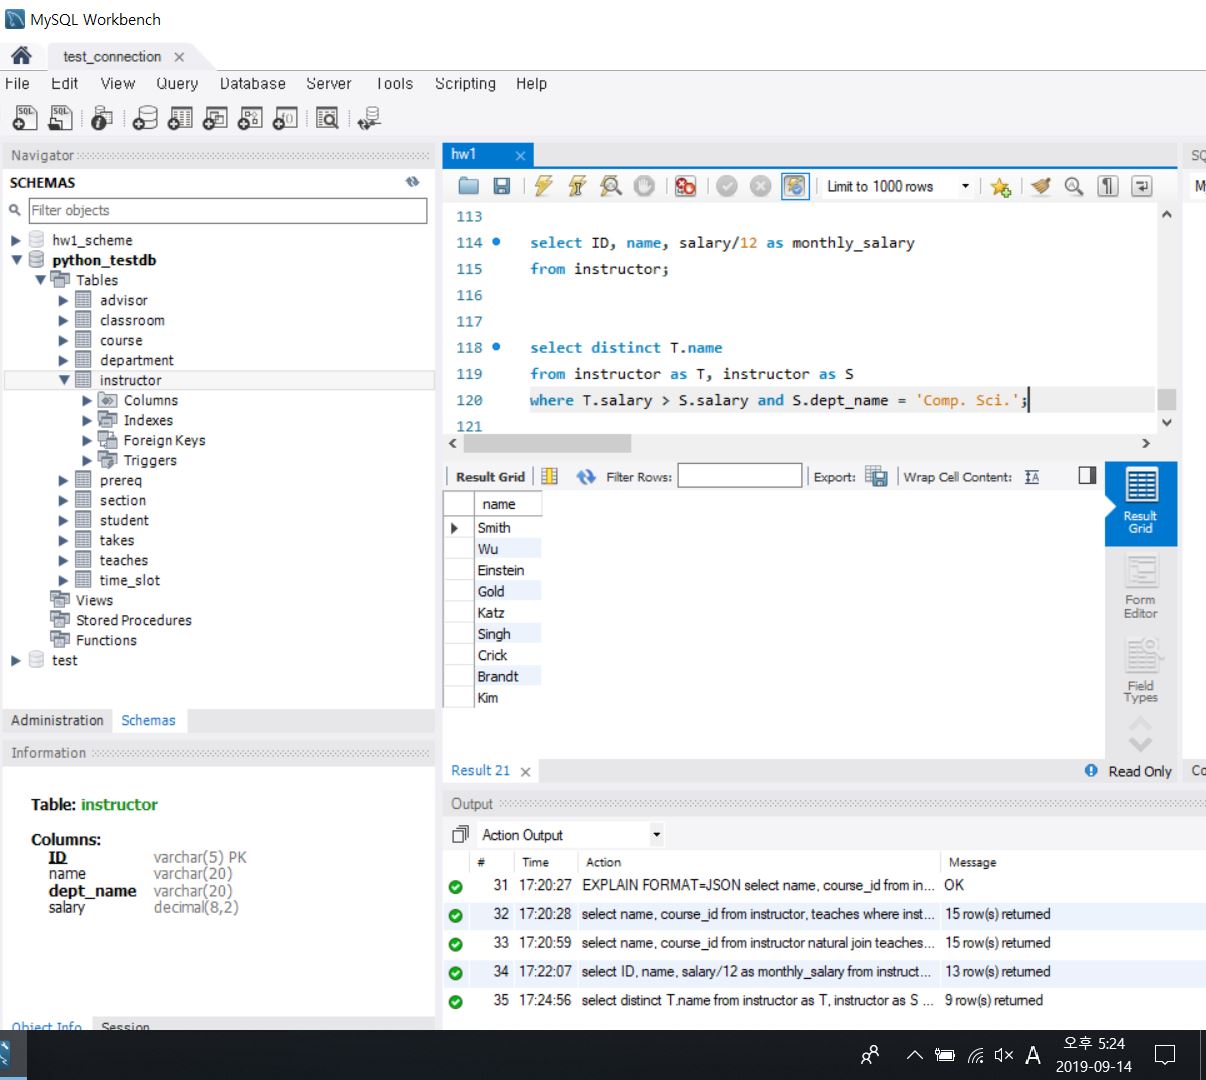 MySQL Workbench
test_connection
File Edit View Query Database Server Tools Scripting Help
Navigator
SCHEMAS
Filter objects
hw1_scheme
python_testdb
Tables
advisor
classroom
course
department
instructor
Columns
Indexes
Foreign Keys
Triggers
prereq
section
student
takes
teaches
time_slot
Views
Stored Procedures
Functions
test
Administration Schemas
Information
Table: instructor
Columns:
ID varchar(5) PK
name varchar(20)
dept_name varchar(20)
salary decimal(8,2)
Object Info Session
hw1
Limit to 1000 rows
113
114 select ID, name, salary/12 as monthly_salary
115 from instructor;
116
117
118 select distinct T.name
119 from instructor as T, instructor as S
120 where T.salary > S.salary and S.dept_name = 'Comp. Sci.';
121
Result Grid Filter Rows: Export: Wrap Cell Content:
name
Smith
Wu
Einstein
Gold
Katz
Singh
Crick
Brandt
Kim
Result
Grid
Form
Editor
Field
Types
Result 21
Read Only
Output
Action Output
# Time Action Message
31 17:20:27 EXPLAIN FORMAT=JSON select name, course_id from in... OK
32 17:20:28 select name, course_id from instructor, teaches where inst... 15 row(s) returned
33 17:20:59 select name, course_id from instructor natural join teaches... 15 row(s) returned
34 17:22:07 select ID, name, salary/12 as monthly_salary from instruct... 13 row(s) returned
35 17:24:56 select distinct T.name from instructor as T, instructor as S ... 9 row(s) returned
A
오후 5:24
2019-09-14